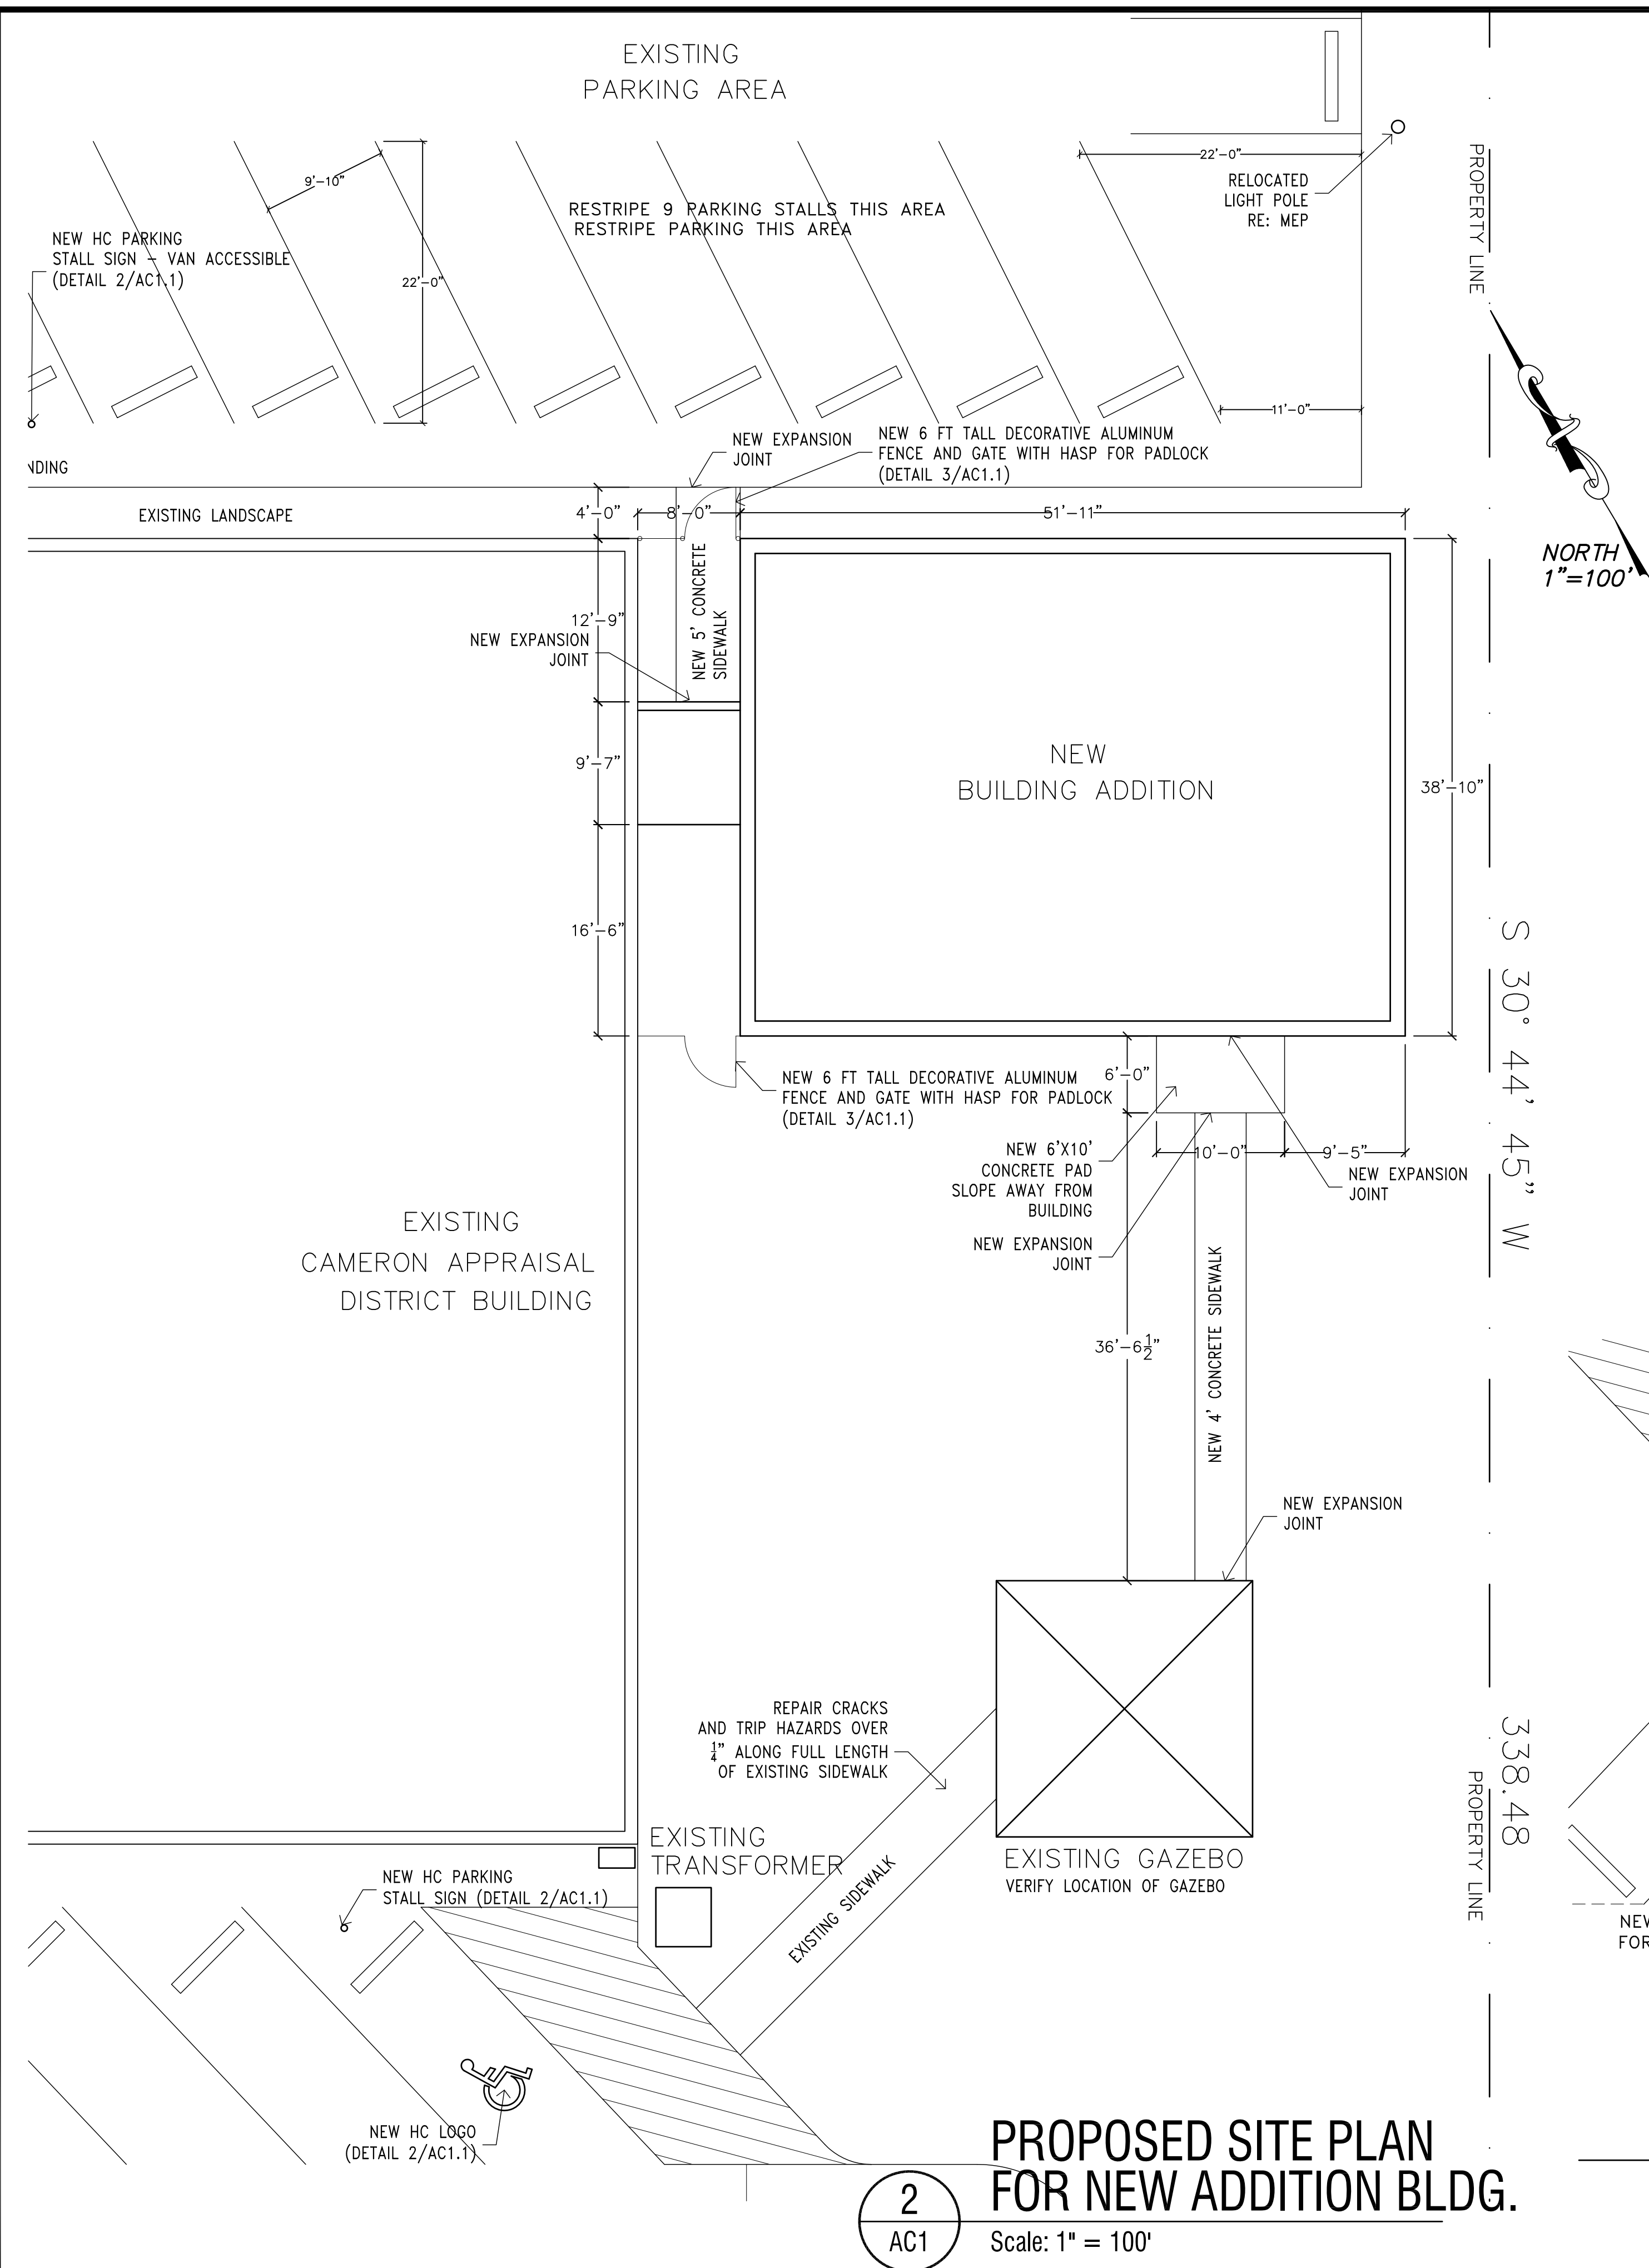 EXISTING
PARKING AREA
9'-10"
22'-0"
RELOCATED
LIGHT POLE
RE: MEP
PROPERTY LINE
RESTRIPE 9 PARKING STALLS THIS AREA
RESTRIPE PARKING THIS AREA
NEW HC PARKING
STALL SIGN - VAN ACCESSIBLE
(DETAIL 2/AC1.1)
22'-0"
11'-0"
NEW EXPANSION
JOINT
NEW 6 FT TALL DECORATIVE ALUMINUM
FENCE AND GATE WITH HASP FOR PADLOCK
(DETAIL 3/AC1.1)
NDING
EXISTING LANDSCAPE
4'-0"
8'-0"
51'-11"
NORTH
1"=100'
12'-9"
NEW 5' CONCRETE
SIDEWALK
NEW EXPANSION
JOINT
9'-7"
NEW
BUILDING ADDITION
38'-10"
16'-6"
S 30° 44' 45" W
NEW 6 FT TALL DECORATIVE ALUMINUM
FENCE AND GATE WITH HASP FOR PADLOCK
(DETAIL 3/AC1.1)
6'-0"
NEW 6'X10'
CONCRETE PAD
SLOPE AWAY FROM
BUILDING
10'-0"
9'-5"
NEW EXPANSION
JOINT
NEW EXPANSION
JOINT
EXISTING
CAMERON APPRAISAL
DISTRICT BUILDING
36'-6 1/2"
NEW 4' CONCRETE SIDEWALK
NEW EXPANSION
JOINT
REPAIR CRACKS
AND TRIP HAZARDS OVER
1/4" ALONG FULL LENGTH
OF EXISTING SIDEWALK
338.48
PROPERTY LINE
EXISTING
TRANSFORMER
EXISTING SIDEWALK
EXISTING GAZEBO
VERIFY LOCATION OF GAZEBO
NEW HC PARKING
STALL SIGN (DETAIL 2/AC1.1)
NEW
FOR
NEW HC LOGO
(DETAIL 2/AC1.1)
PROPOSED SITE PLAN
FOR NEW ADDITION BLDG.
2
AC1
Scale: 1" = 100'